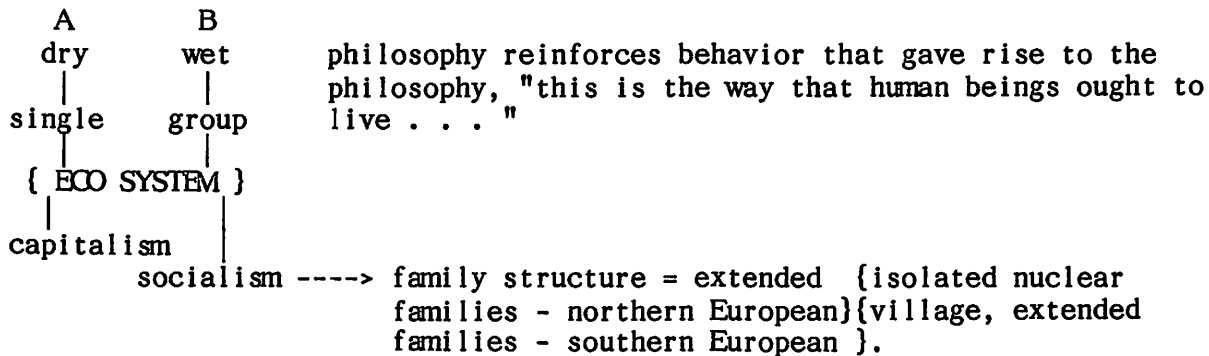 A B
dry wet philosophy reinforces behavior that gave rise to the
philosophy, "this is the way that human beings ought to
single group live . . . "
{ ECO SYSTEM }
capitalism
socialism ----> family structure = extended {isolated nuclear
families - northern European}{village, extended
families - southern European }.